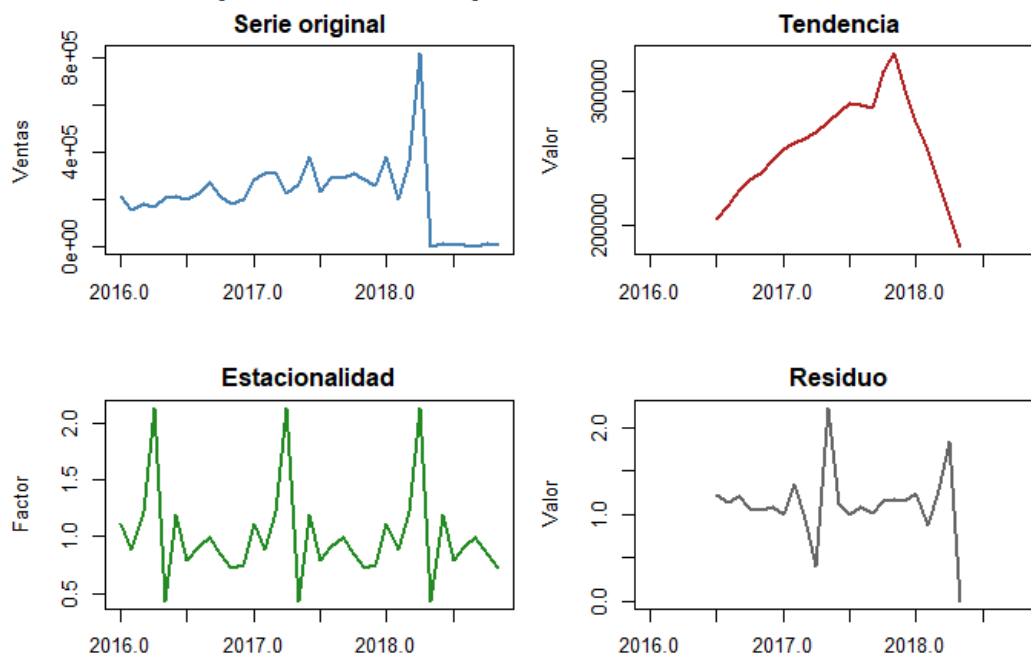 Serie original
Ventas
8e+05
4e+05
0e+00
2016.0 2017.0 2018.0
Tendencia
Valor
300000
200000
2016.0 2017.0 2018.0
Estacionalidad
Factor
2.0
1.5
1.0
0.5
2016.0 2017.0 2018.0
Residuo
Valor
2.0
1.0
0.0
2016.0 2017.0 2018.0